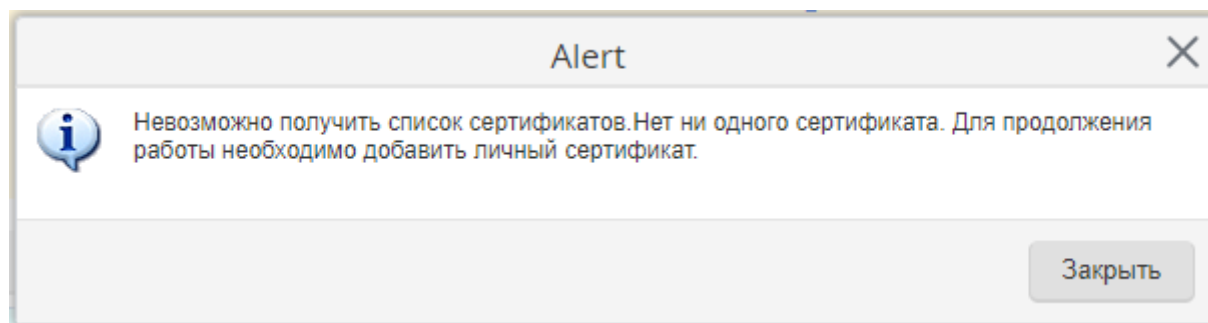 Alert
Невозможно получить список сертификатов.Нет ни одного сертификата. Для продолжения
работы необходимо добавить личный сертификат.
Закрыть